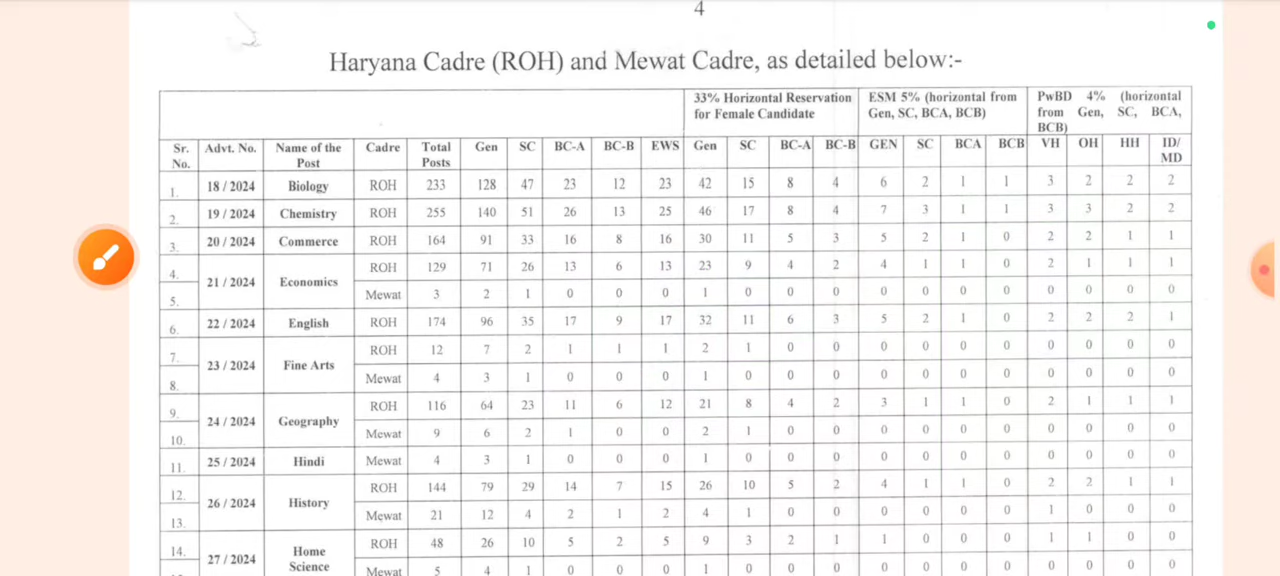 4
Haryana Cadre (ROH) and Mewat Cadre, as detailed below:-
33% Horizontal Reservation for Female Candidate ESM 5% (horizontal from Gen, SC, BCA, BCB) PwBD 4% (horizontal from Gen, SC, BCA, BCB)
Sr. No. Advt. No. Name of the Post Cadre Total Posts Gen SC BC-A BC-B EWS Gen SC BC-A BC-B GEN SC BCA BCB VH OH HH ID/ MD
1. 18 / 2024 Biology ROH 233 128 47 23 12 23 42 15 8 4 6 2 1 1 3 2 2 2
2. 19 / 2024 Chemistry ROH 255 140 51 26 13 25 46 17 8 4 7 3 1 1 3 3 2 2
3. 20 / 2024 Commerce ROH 164 91 33 16 8 16 30 11 5 3 5 2 1 0 2 2 1 1
4. 21 / 2024 Economics ROH 129 71 26 13 6 13 23 9 4 2 4 1 1 0 2 1 1 1
5. Mewat 3 2 1 0 0 0 1 0 0 0 0 0 0 0 0 0 0 0
6. 22 / 2024 English ROH 174 96 35 17 9 17 32 11 6 3 5 2 1 0 2 2 2 1
7. 23 / 2024 Fine Arts ROH 12 7 2 1 1 1 2 1 0 0 0 0 0 0 0 0 0 0
8. Mewat 4 3 1 0 0 0 1 0 0 0 0 0 0 0 0 0 0 0
9. 24 / 2024 Geography ROH 116 64 23 11 6 12 21 8 4 2 3 1 1 0 2 1 1 1
10. Mewat 9 6 2 1 0 0 2 1 0 0 0 0 0 0 0 0 0 0
11. 25 / 2024 Hindi Mewat 4 3 1 0 0 0 1 0 0 0 0 0 0 0 0 0 0 0
12. 26 / 2024 History ROH 144 79 29 14 7 15 26 10 5 2 4 1 1 0 2 2 1 1
13. Mewat 21 12 4 2 1 2 4 1 0 0 0 0 0 0 1 0 0 0
14. 27 / 2024 Home Science ROH 48 26 10 5 2 5 9 3 2 1 1 0 0 0 1 1 0 0
Mewat 5 4 1 0 0 0 1 0 0 0 0 0 0 0 0 0 0 0